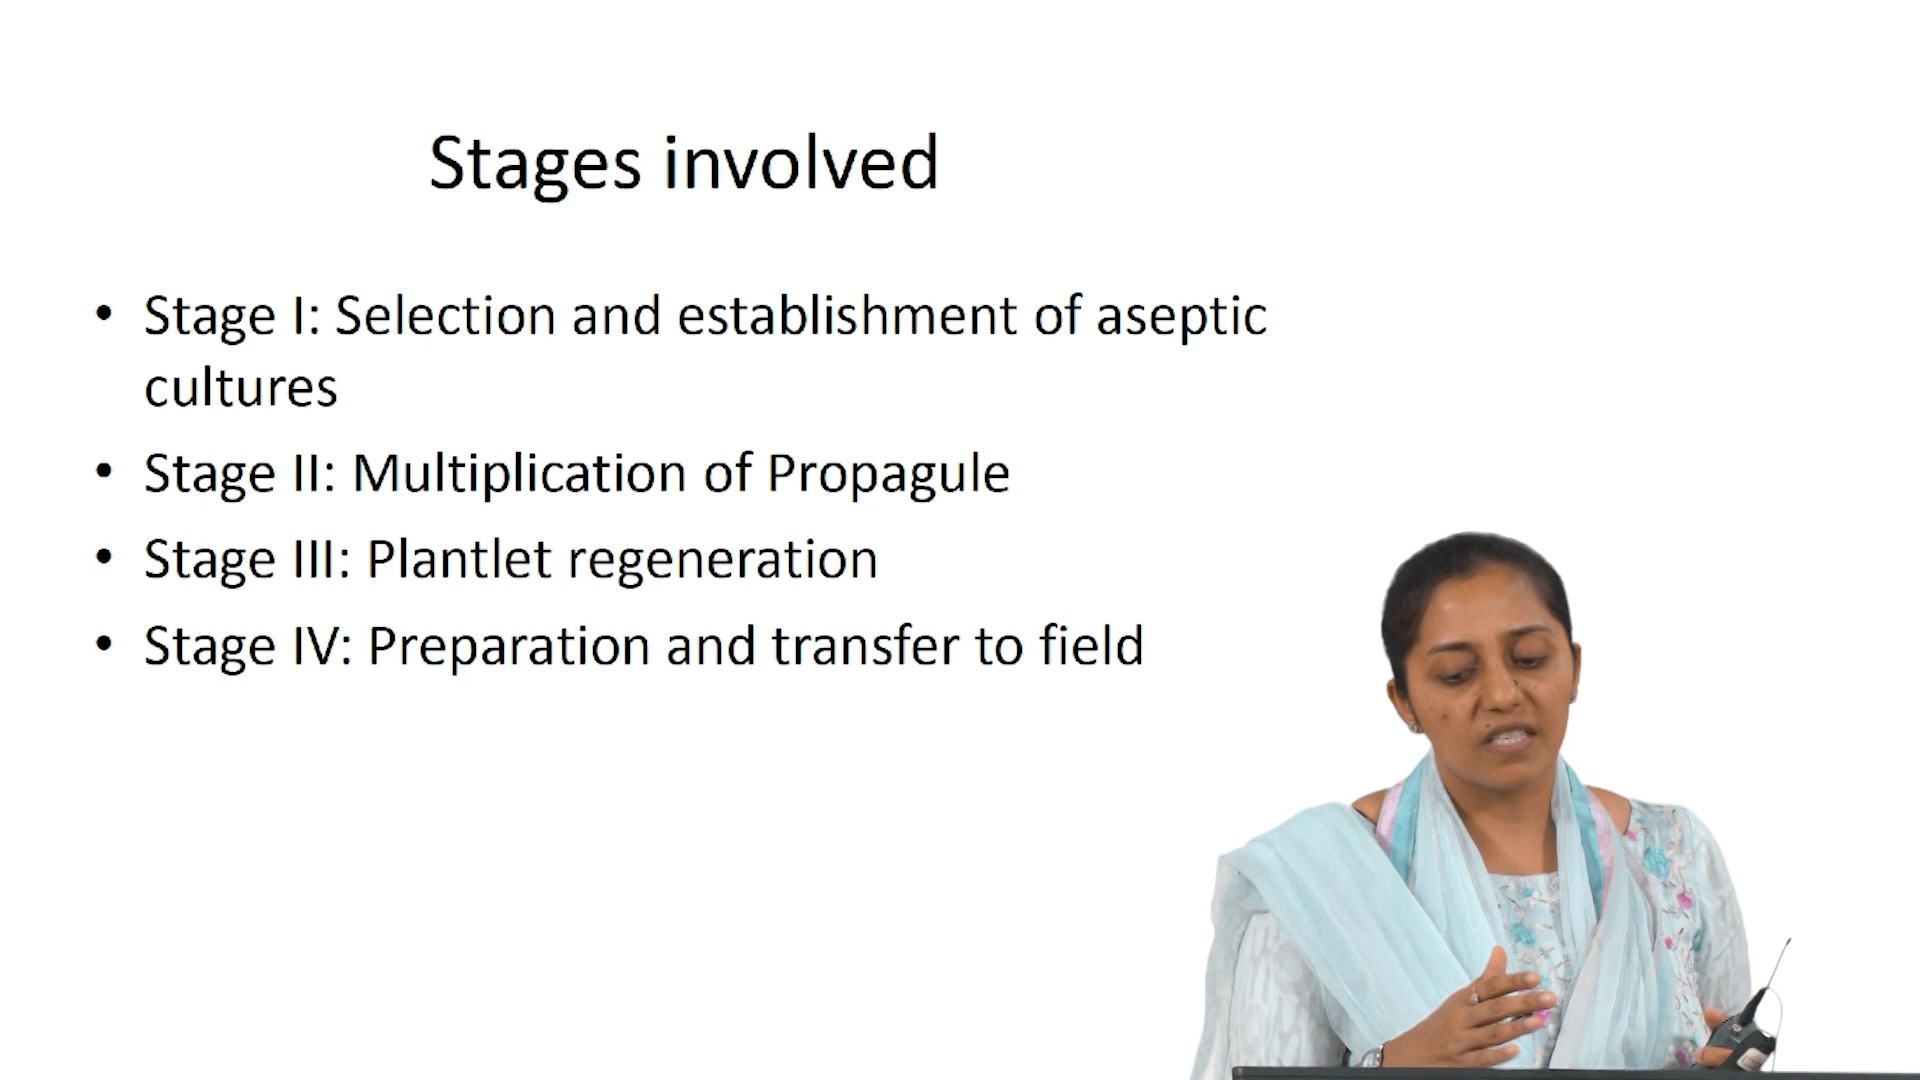 Stages involved
• Stage I: Selection and establishment of aseptic
cultures
• Stage II: Multiplication of Propagule
• Stage III: Plantlet regeneration
• Stage IV: Preparation and transfer to field